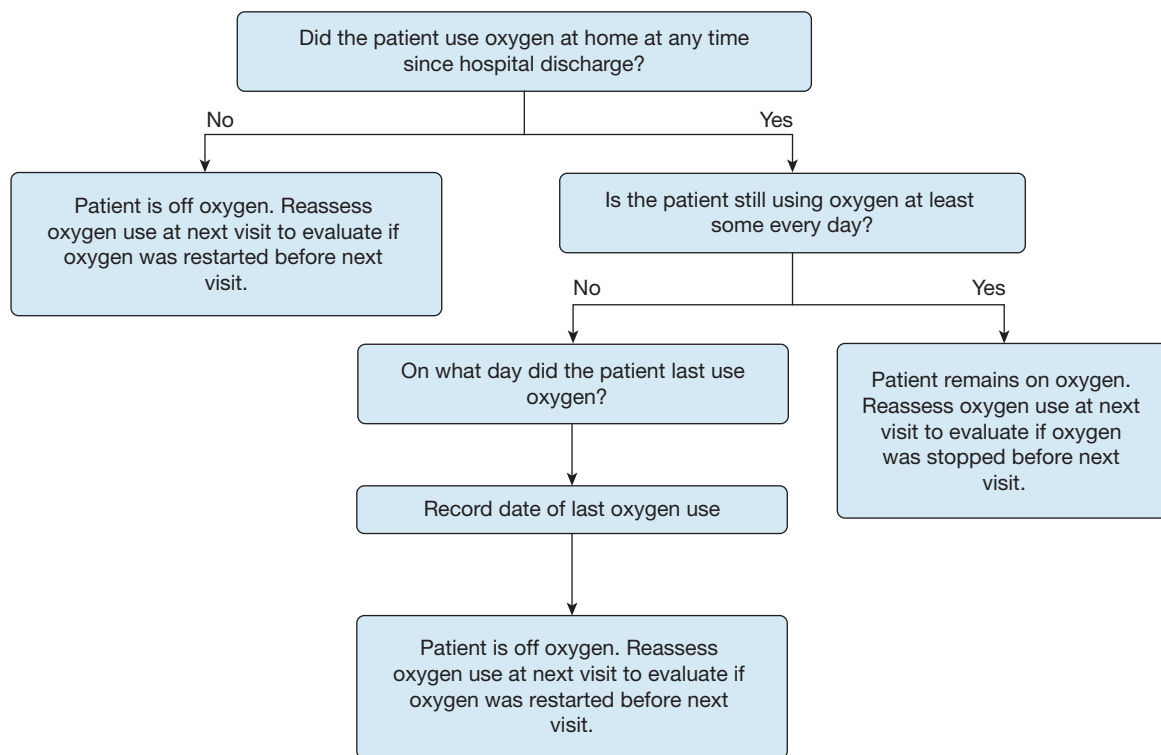 Did the patient use oxygen at home at any time
since hospital discharge?
No
Yes
Patient is off oxygen. Reassess
oxygen use at next visit to evaluate if
oxygen was restarted before next
visit.
Is the patient still using oxygen at least
some every day?
No
Yes
On what day did the patient last use
oxygen?
Patient remains on oxygen.
Reassess oxygen use at next
visit to evaluate if oxygen
was stopped before next
visit.
Record date of last oxygen use
Patient is off oxygen. Reassess
oxygen use at next visit to evaluate if
oxygen was restarted before next
visit.